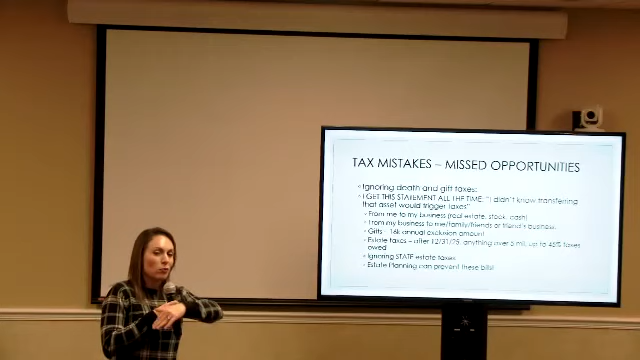 TAX MISTAKES – MISSED OPPORTUNITIES
Ignoring death and gift taxes:
I GET THIS STATEMENT ALL THE TIME, "I didn't know transferring
that asset would trigger taxes"
From me to my business (real estate, stock, cash)
From my business to me/family/friends or friend's business.
Gifts – 16k annual exclusion amount
Estate taxes – after 12/31/25, anything over 5 mil, up to 45% taxes
owed
Ignoring STATE estate taxes
Estate Planning can prevent these bills!